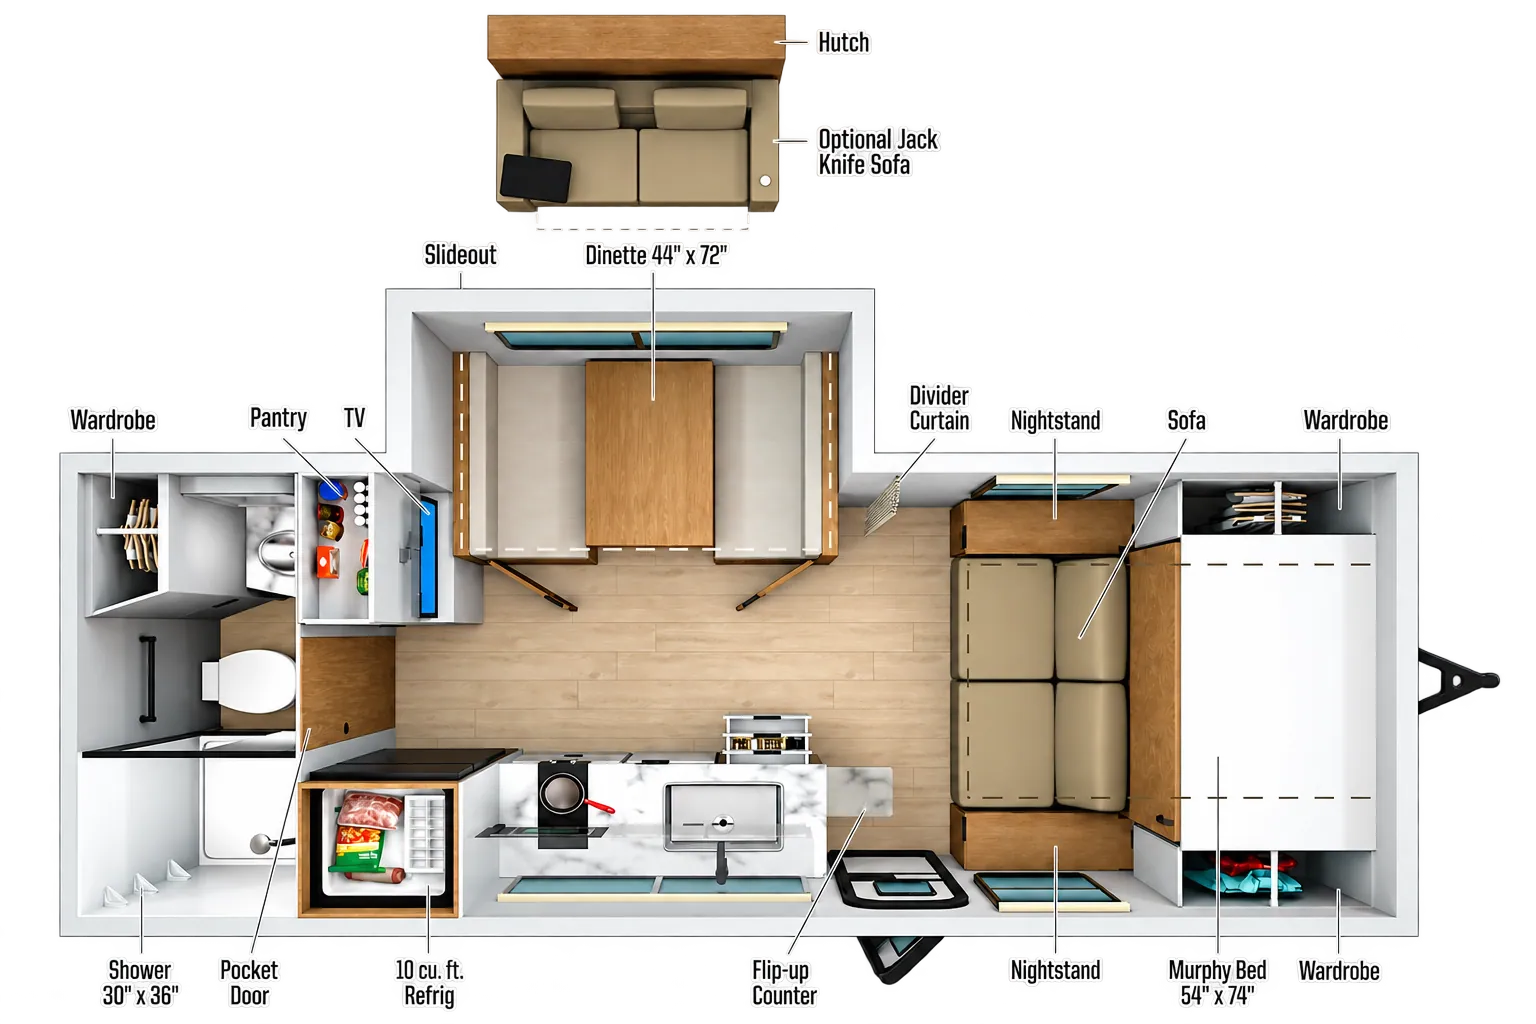 Hutch
Optional Jack
Knife Sofa
Slideout
Dinette 44" x 72"
Wardrobe
Pantry
TV
Divider
Curtain
Nightstand
Sofa
Wardrobe
Shower
30" x 36"
Pocket
Door
10 cu. ft.
Refrig
Flip-up
Counter
Nightstand
Murphy Bed
54" x 74"
Wardrobe